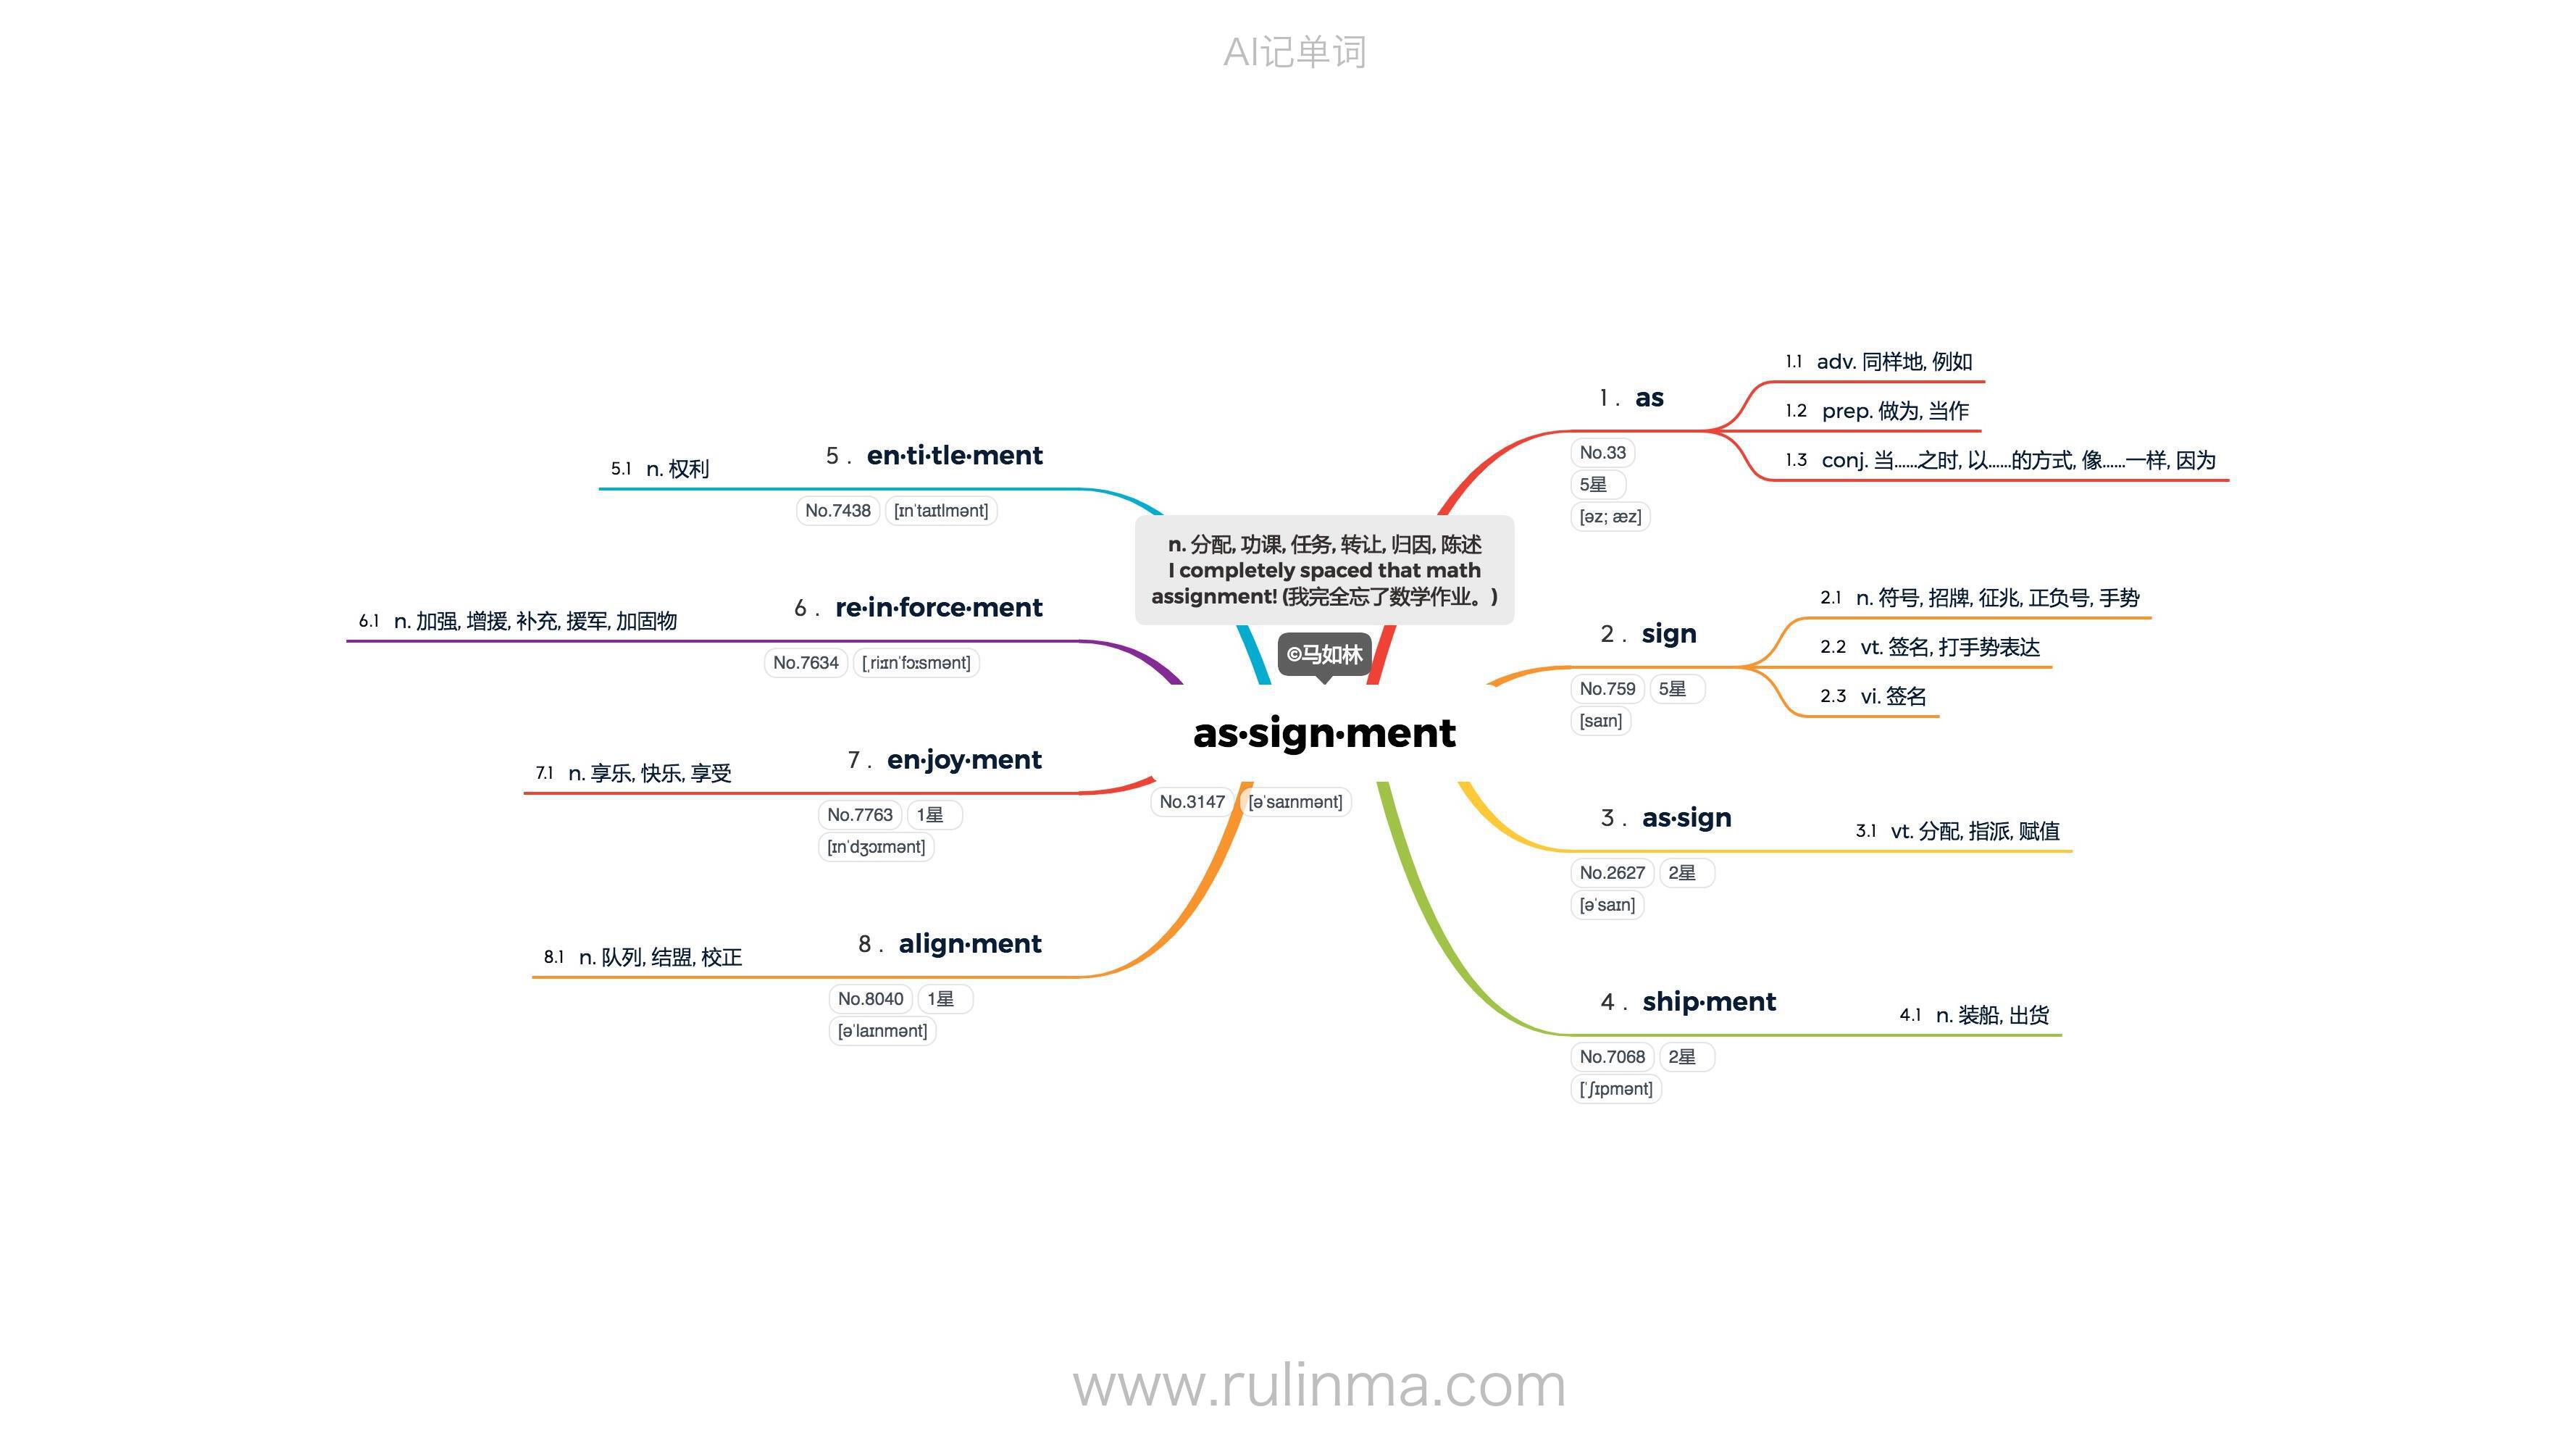 AI记单词
n. 分配, 功课, 任务, 转让, 归因, 陈述
I completely spaced that math
assignment! (我完全忘了数学作业。)
©马如林
as·sign·ment
No.3147 [əˈsaɪnmənt]
1 . as
No.33
5星
[əz; æz]
1.1 adv. 同样地, 例如
1.2 prep. 做为, 当作
1.3 conj. 当……之时, 以……的方式, 像……一样, 因为
2 . sign
No.759 5星
[saɪn]
2.1 n. 符号, 招牌, 征兆, 正负号, 手势
2.2 vt. 签名, 打手势表达
2.3 vi. 签名
3 . as·sign
No.2627 2星
[əˈsaɪn]
3.1 vt. 分配, 指派, 赋值
4 . ship·ment
No.7068 2星
[ˈʃɪpmənt]
4.1 n. 装船, 出货
5 . en·ti·tle·ment
No.7438 [ɪnˈtaɪtlmənt]
5.1 n. 权利
6 . re·in·force·ment
No.7634 [ˌriːɪnˈfɔːsmənt]
6.1 n. 加强, 增援, 补充, 援军, 加固物
7 . en·joy·ment
No.7763 1星
[ɪnˈdʒɔɪmənt]
7.1 n. 享乐, 快乐, 享受
8 . align·ment
No.8040 1星
[əˈlaɪnmənt]
8.1 n. 队列, 结盟, 校正
www.rulinma.com